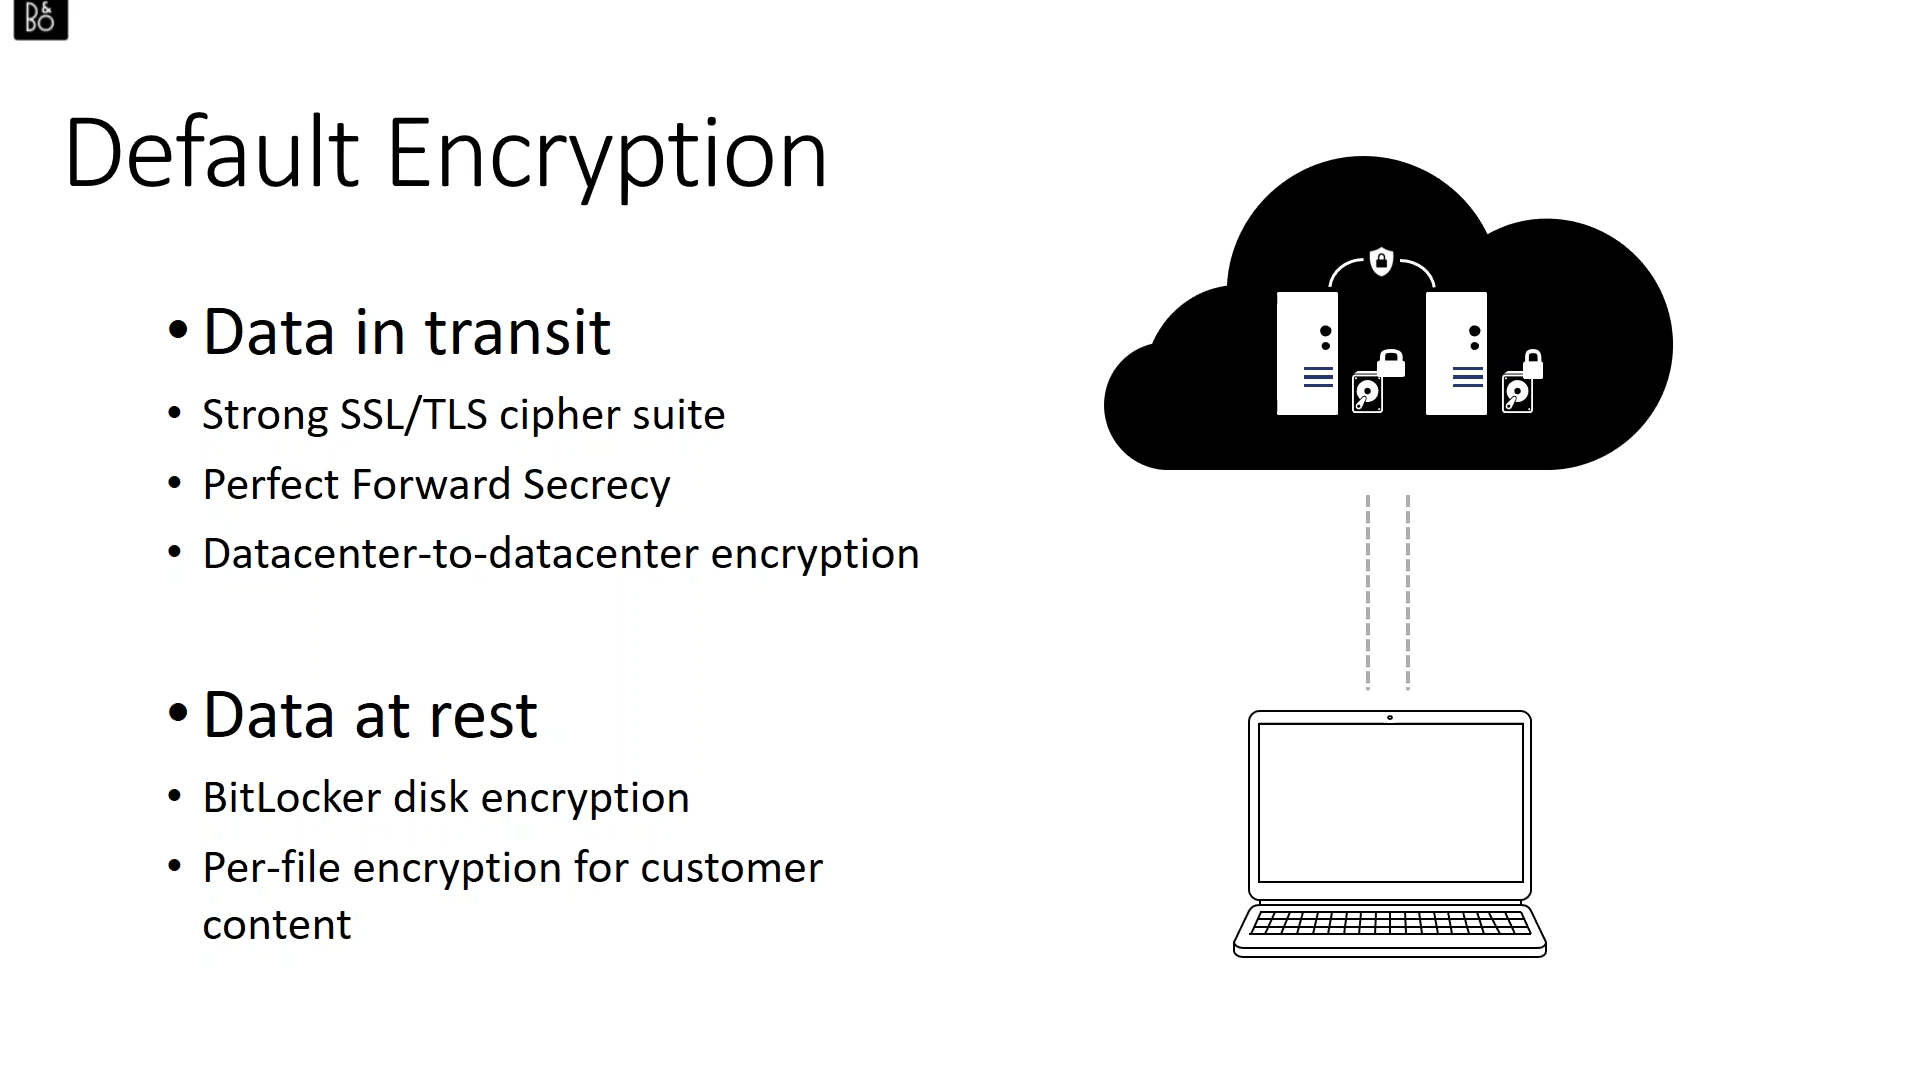 B&O
Default Encryption
• Data in transit
• Strong SSL/TLS cipher suite
• Perfect Forward Secrecy
• Datacenter-to-datacenter encryption
• Data at rest
• BitLocker disk encryption
• Per-file encryption for customer
content